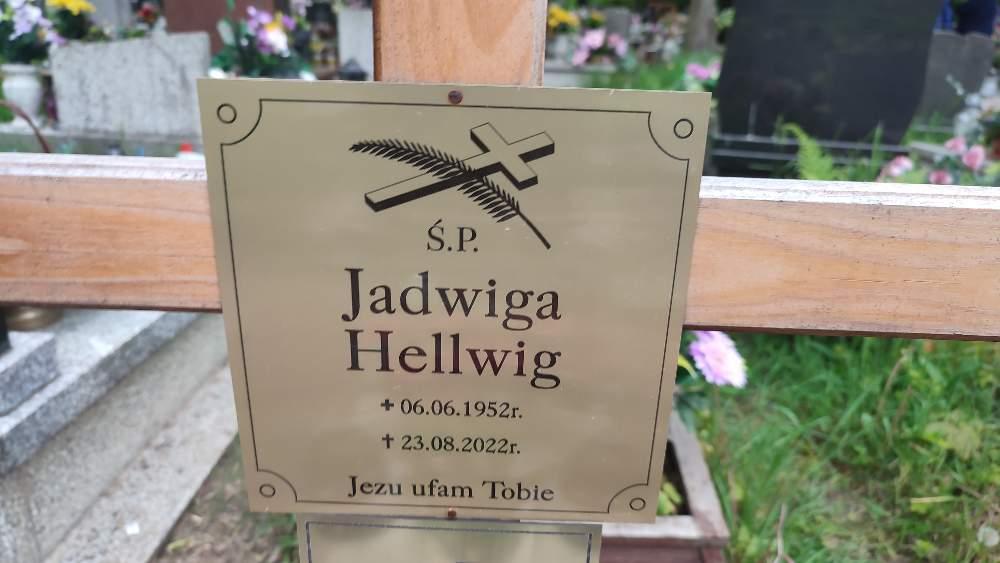 Ś.P.
Jadwiga
Hellwig
✚ 06.06.1952r.
✝ 23.08.2022r.
Jezu ufam Tobie